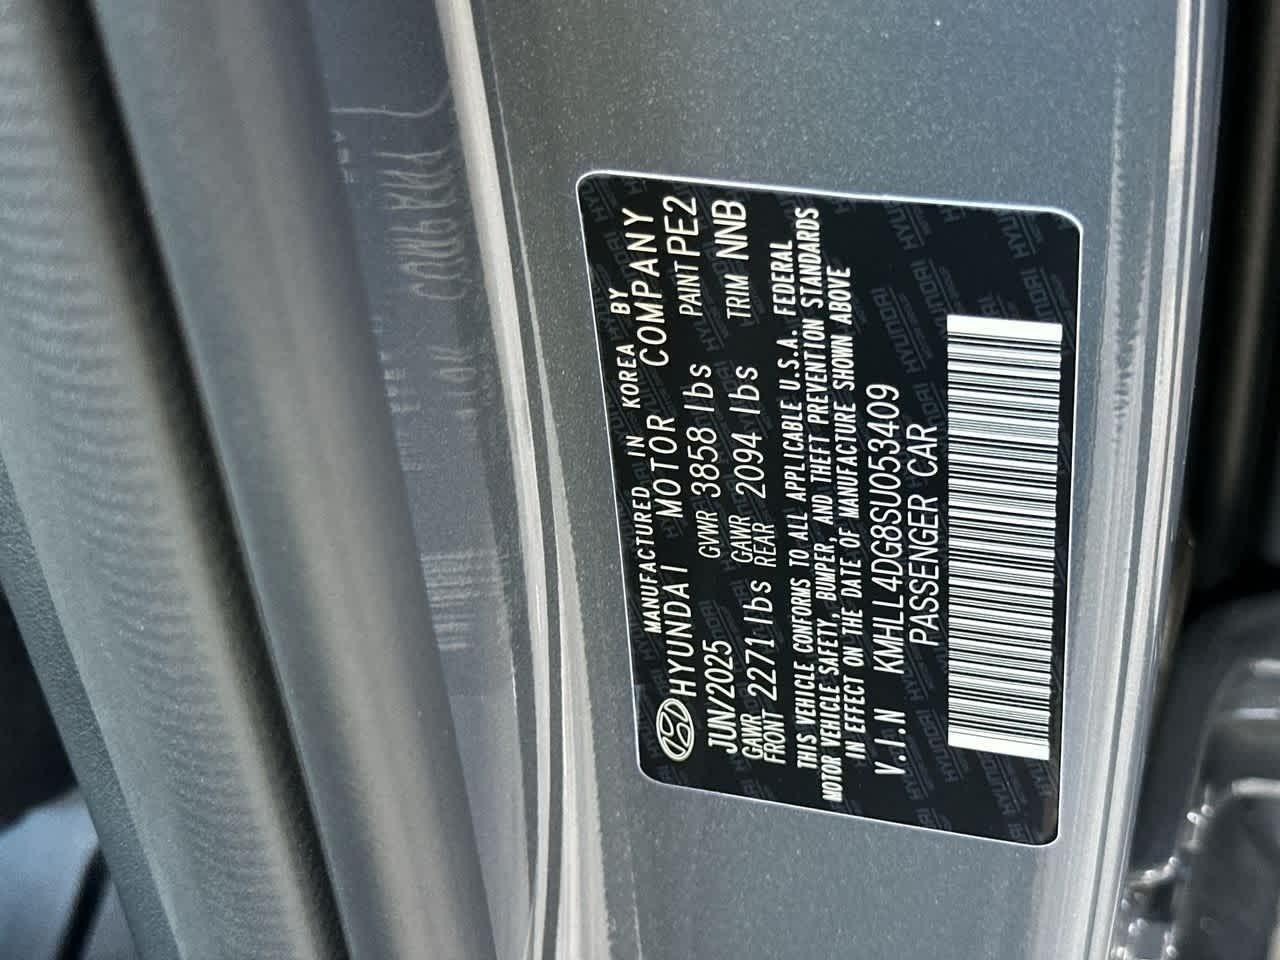 MANUFACTURED IN KOREA BY
HYUNDAI MOTOR COMPANY
JUN/2025 GVWR 3858 lbs PAINT PE2
GAWR FRONT 2271 lbs GAWR REAR 2094 lbs TRIM NNB
THIS VEHICLE CONFORMS TO ALL APPLICABLE U.S.A. FEDERAL
MOTOR VEHICLE SAFETY, BUMPER, AND THEFT PREVENTION STANDARDS
IN EFFECT ON THE DATE OF MANUFACTURE SHOWN ABOVE
V.I.N KMHLL4DG8SU053409
PASSENGER CAR